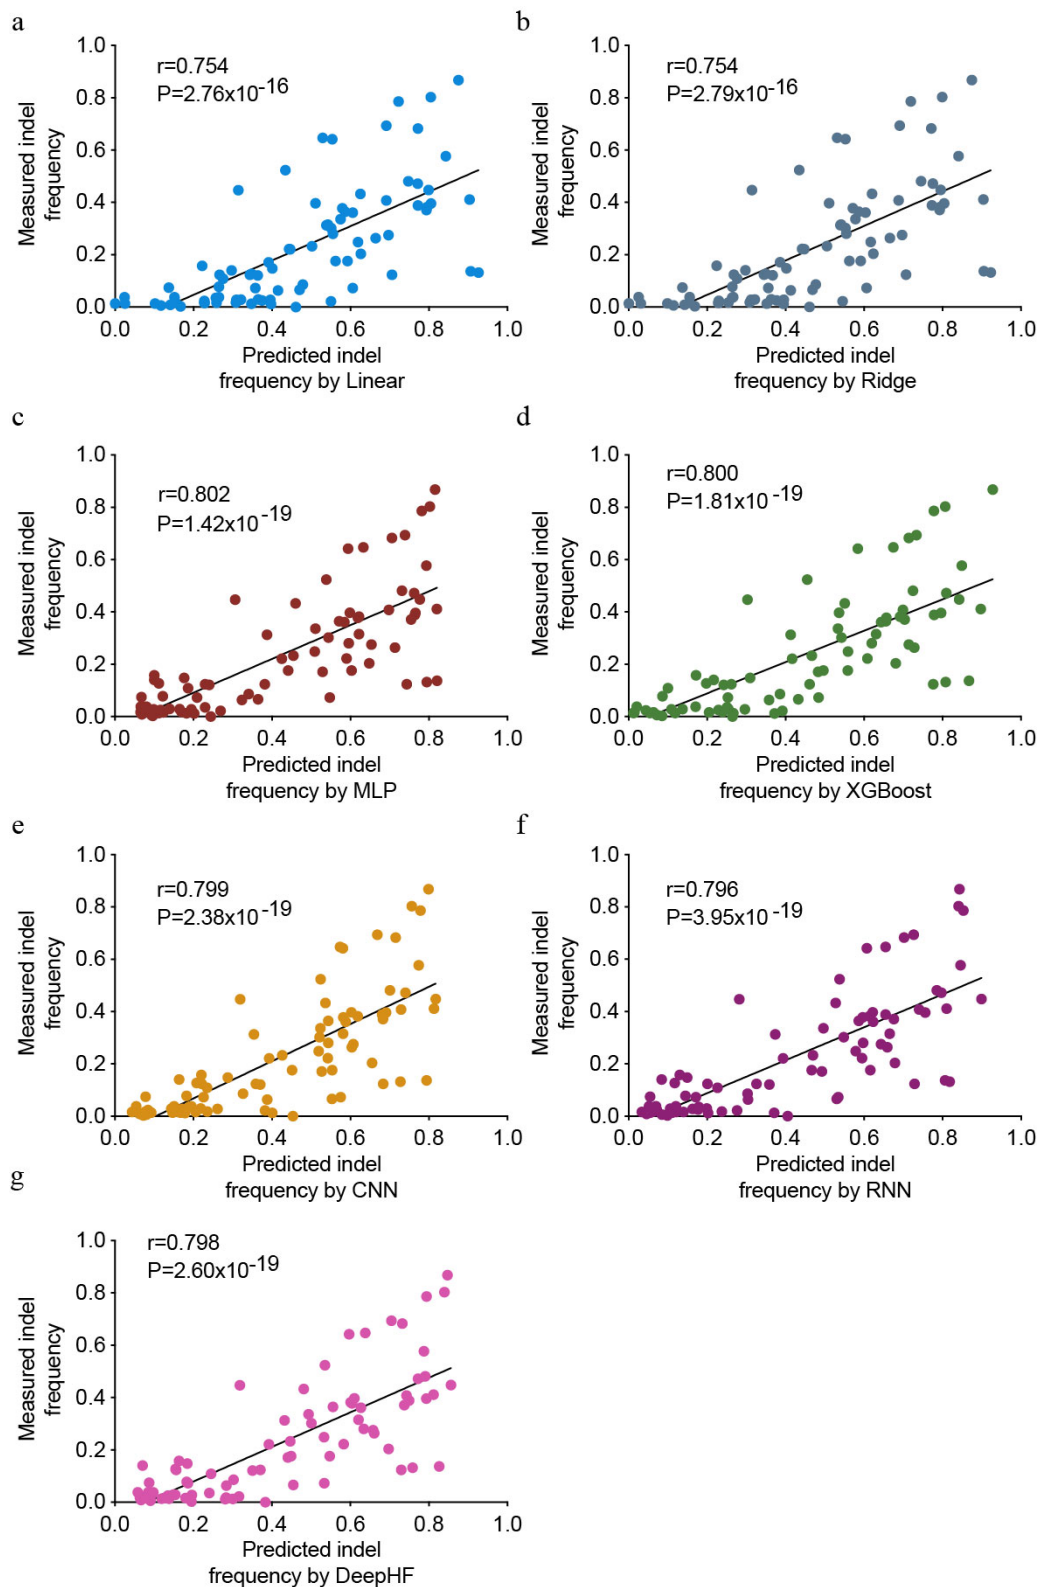 a
1.0
0.8
0.6
0.4
0.2
0.0
Measured indel
frequency
r=0.754
P=2.76x10-16
0.0 0.2 0.4 0.6 0.8 1.0
Predicted indel
frequency by Linear
b
1.0
0.8
0.6
0.4
0.2
0.0
Measured indel
frequency
r=0.754
P=2.79x10-16
0.0 0.2 0.4 0.6 0.8 1.0
Predicted indel
frequency by Ridge
c
1.0
0.8
0.6
0.4
0.2
0.0
Measured indel
frequency
r=0.802
P=1.42x10-19
0.0 0.2 0.4 0.6 0.8 1.0
Predicted indel
frequency by MLP
d
1.0
0.8
0.6
0.4
0.2
0.0
Measured indel
frequency
r=0.800
P=1.81x10-19
0.0 0.2 0.4 0.6 0.8 1.0
Predicted indel
frequency by XGBoost
e
1.0
0.8
0.6
0.4
0.2
0.0
Measured indel
frequency
r=0.799
P=2.38x10-19
0.0 0.2 0.4 0.6 0.8 1.0
Predicted indel
frequency by CNN
f
1.0
0.8
0.6
0.4
0.2
0.0
Measured indel
frequency
r=0.796
P=3.95x10-19
0.0 0.2 0.4 0.6 0.8 1.0
Predicted indel
frequency by RNN
g
1.0
0.8
0.6
0.4
0.2
0.0
Measured indel
frequency
r=0.798
P=2.60x10-19
0.0 0.2 0.4 0.6 0.8 1.0
Predicted indel
frequency by DeepHF